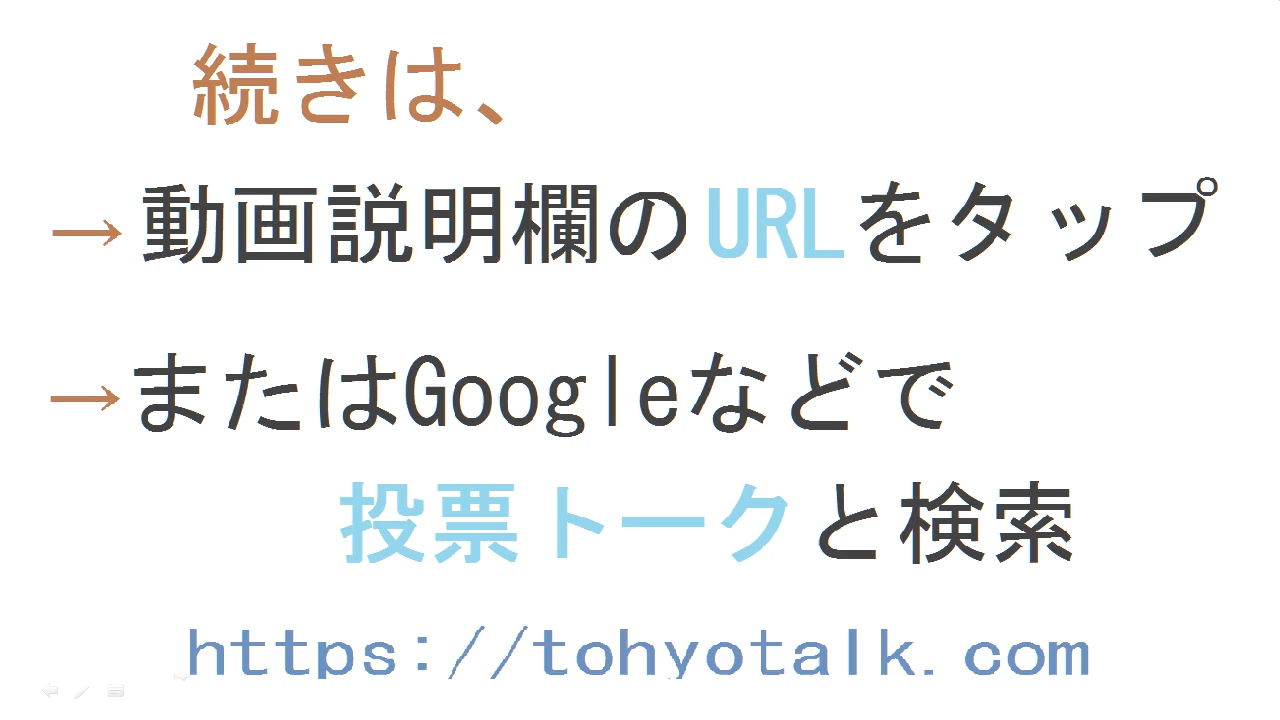 続きは、
→動画説明欄のURLをタップ
→またはGoogleなどで
投票トークと検索
https://tohyotalk.com